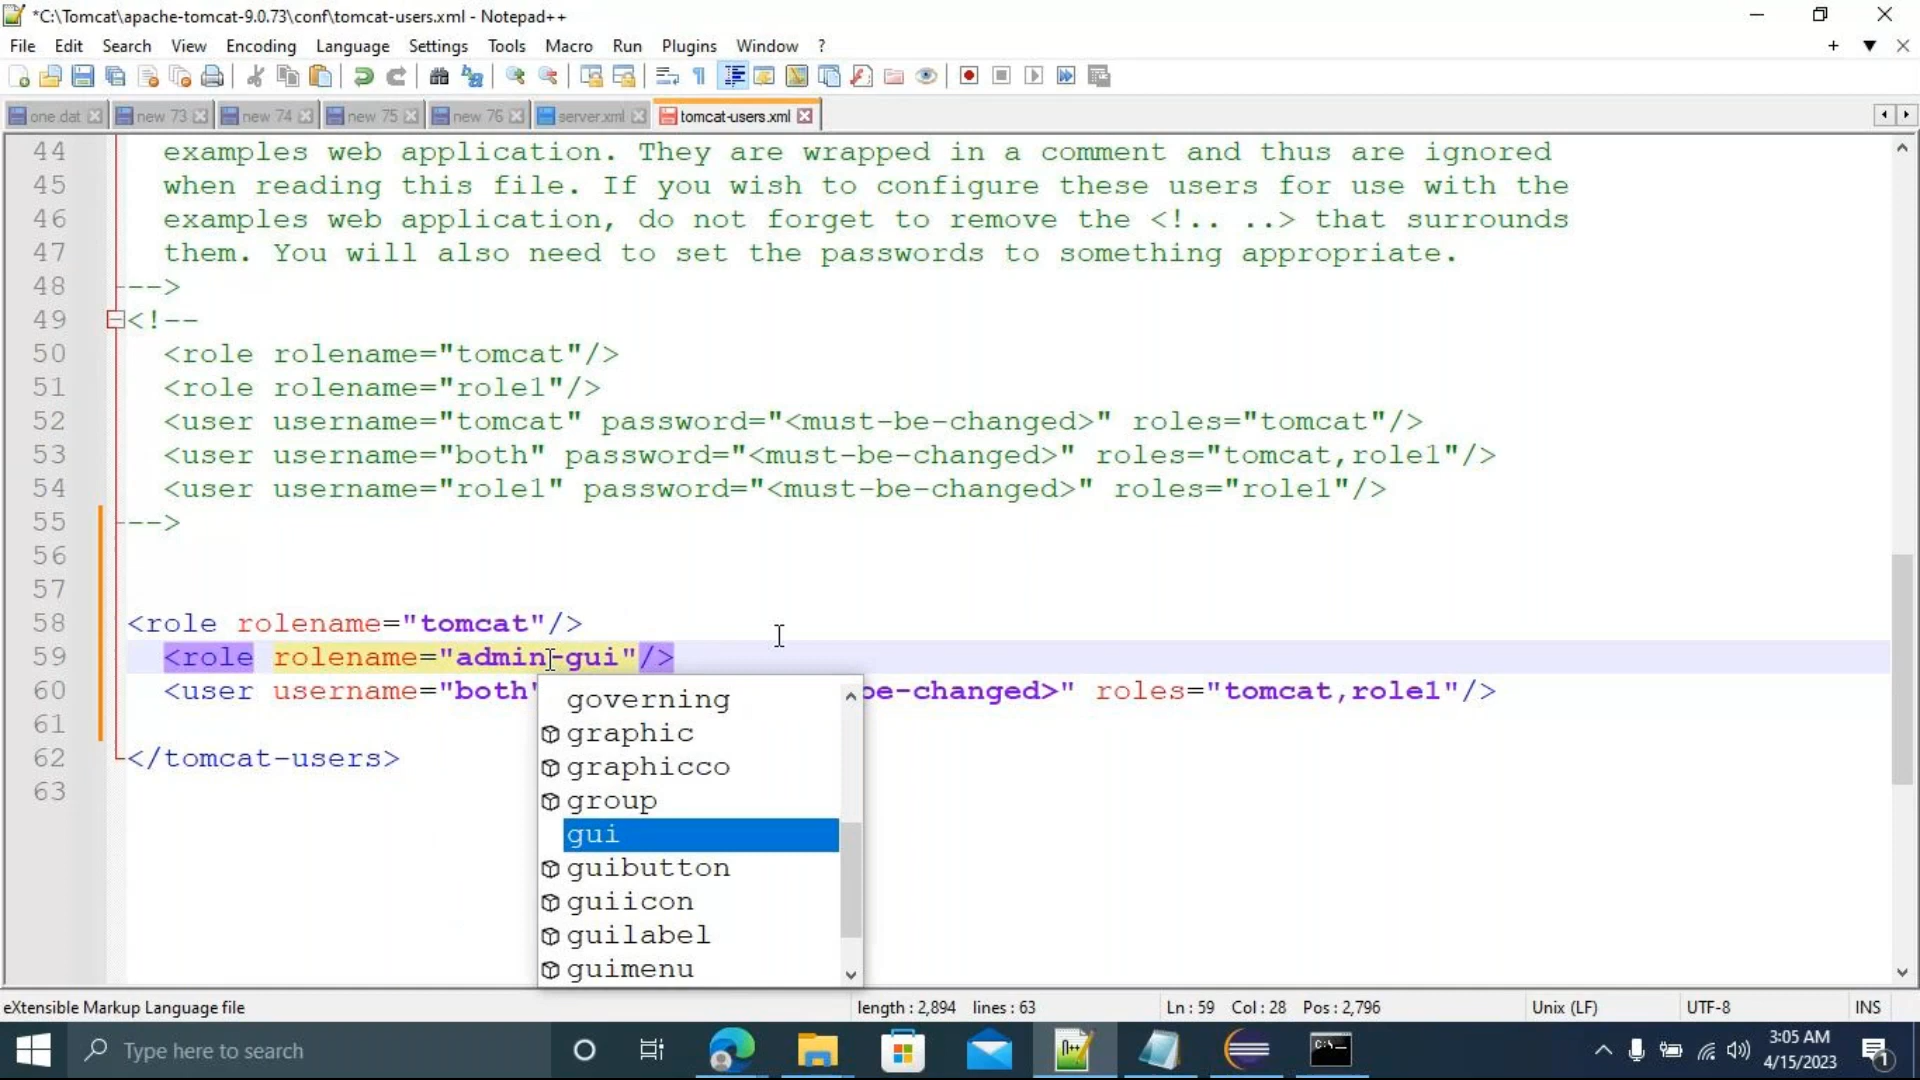 *C:\Tomcat\apache-tomcat-9.0.73\conf\tomcat-users.xml - Notepad++
File Edit Search View Encoding Language Settings Tools Macro Run Plugins Window ?
one.dat new 73 new 74 new 75 new 76 server.xml tomcat-users.xml
44 examples web application. They are wrapped in a comment and thus are ignored
45 when reading this file. If you wish to configure these users for use with the
46 examples web application, do not forget to remove the <!.. ..> that surrounds
47 them. You will also need to set the passwords to something appropriate.
48 -->
49 <!--
50 <role rolename="tomcat"/>
51 <role rolename="role1"/>
52 <user username="tomcat" password="<must-be-changed>" roles="tomcat"/>
53 <user username="both" password="<must-be-changed>" roles="tomcat,role1"/>
54 <user username="role1" password="<must-be-changed>" roles="role1"/>
55 -->
56
57
58 <role rolename="tomcat"/>
59 <role rolename="admin-gui"/>
60 <user username="both" be-changed>" roles="tomcat,role1"/>
61
62 </tomcat-users>
63
governing
graphic
graphicco
group
gui
guibutton
guiicon
guilabel
guimenu
eXtensible Markup Language file length : 2,894 lines : 63 Ln : 59 Col : 28 Pos : 2,796 Unix (LF) UTF-8 INS
Type here to search
3:05 AM
4/15/2023
1